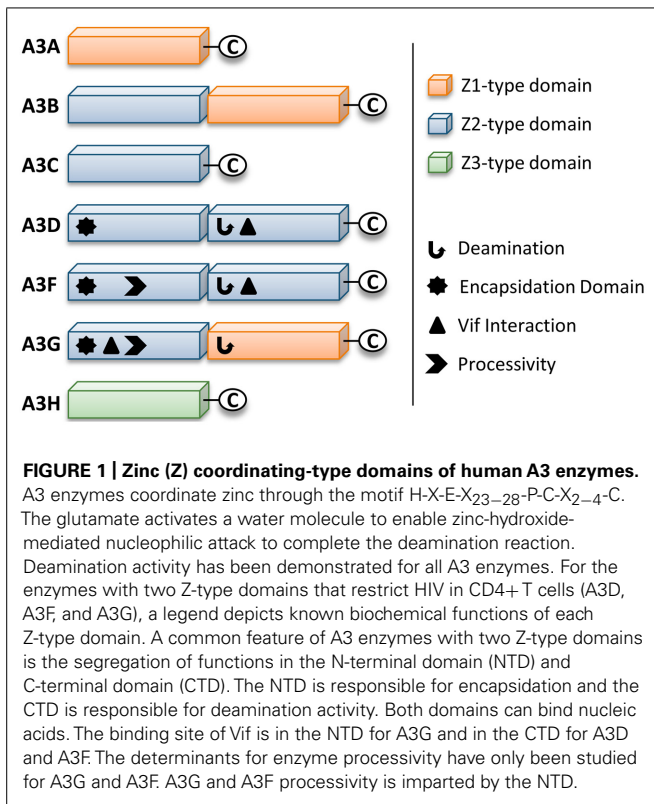 A3A
C
A3B
C
A3C
C
A3D
C
A3F
C
A3G
C
A3H
C
Z1-type domain
Z2-type domain
Z3-type domain
Deamination
Encapsidation Domain
Vif Interaction
Processivity
FIGURE 1 | Zinc (Z) coordinating-type domains of human A3 enzymes.
A3 enzymes coordinate zinc through the motif H-X-E-X23–28-P-C-X2–4-C.
The glutamate activates a water molecule to enable zinc-hydroxide-
mediated nucleophilic attack to complete the deamination reaction.
Deamination activity has been demonstrated for all A3 enzymes. For the
enzymes with two Z-type domains that restrict HIV in CD4+ T cells (A3D,
A3F, and A3G), a legend depicts known biochemical functions of each
Z-type domain. A common feature of A3 enzymes with two Z-type domains
is the segregation of functions in the N-terminal domain (NTD) and
C-terminal domain (CTD). The NTD is responsible for encapsidation and the
CTD is responsible for deamination activity. Both domains can bind nucleic
acids. The binding site of Vif is in the NTD for A3G and in the CTD for A3D
and A3F. The determinants for enzyme processivity have only been studied
for A3G and A3F. A3G and A3F processivity is imparted by the NTD.